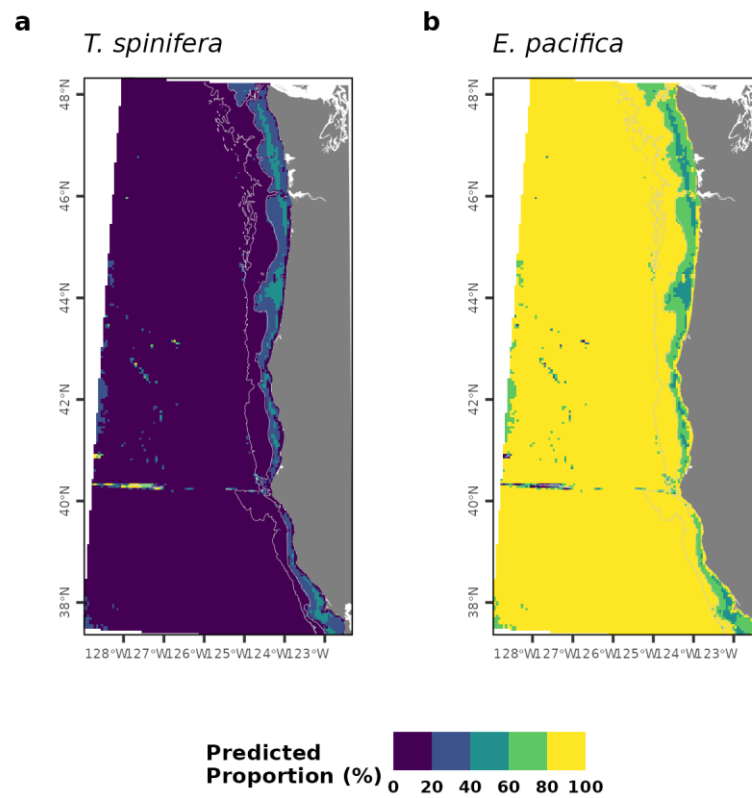 a
b
T. spinifera
E. pacifica
48°N
46°N
44°N
42°N
40°N
38°N
128°W127°W126°W125°W124°W123°W
48°N
46°N
44°N
42°N
40°N
38°N
128°W127°W126°W125°W124°W123°W
Predicted
Proportion (%)
0 20 40 60 80 100